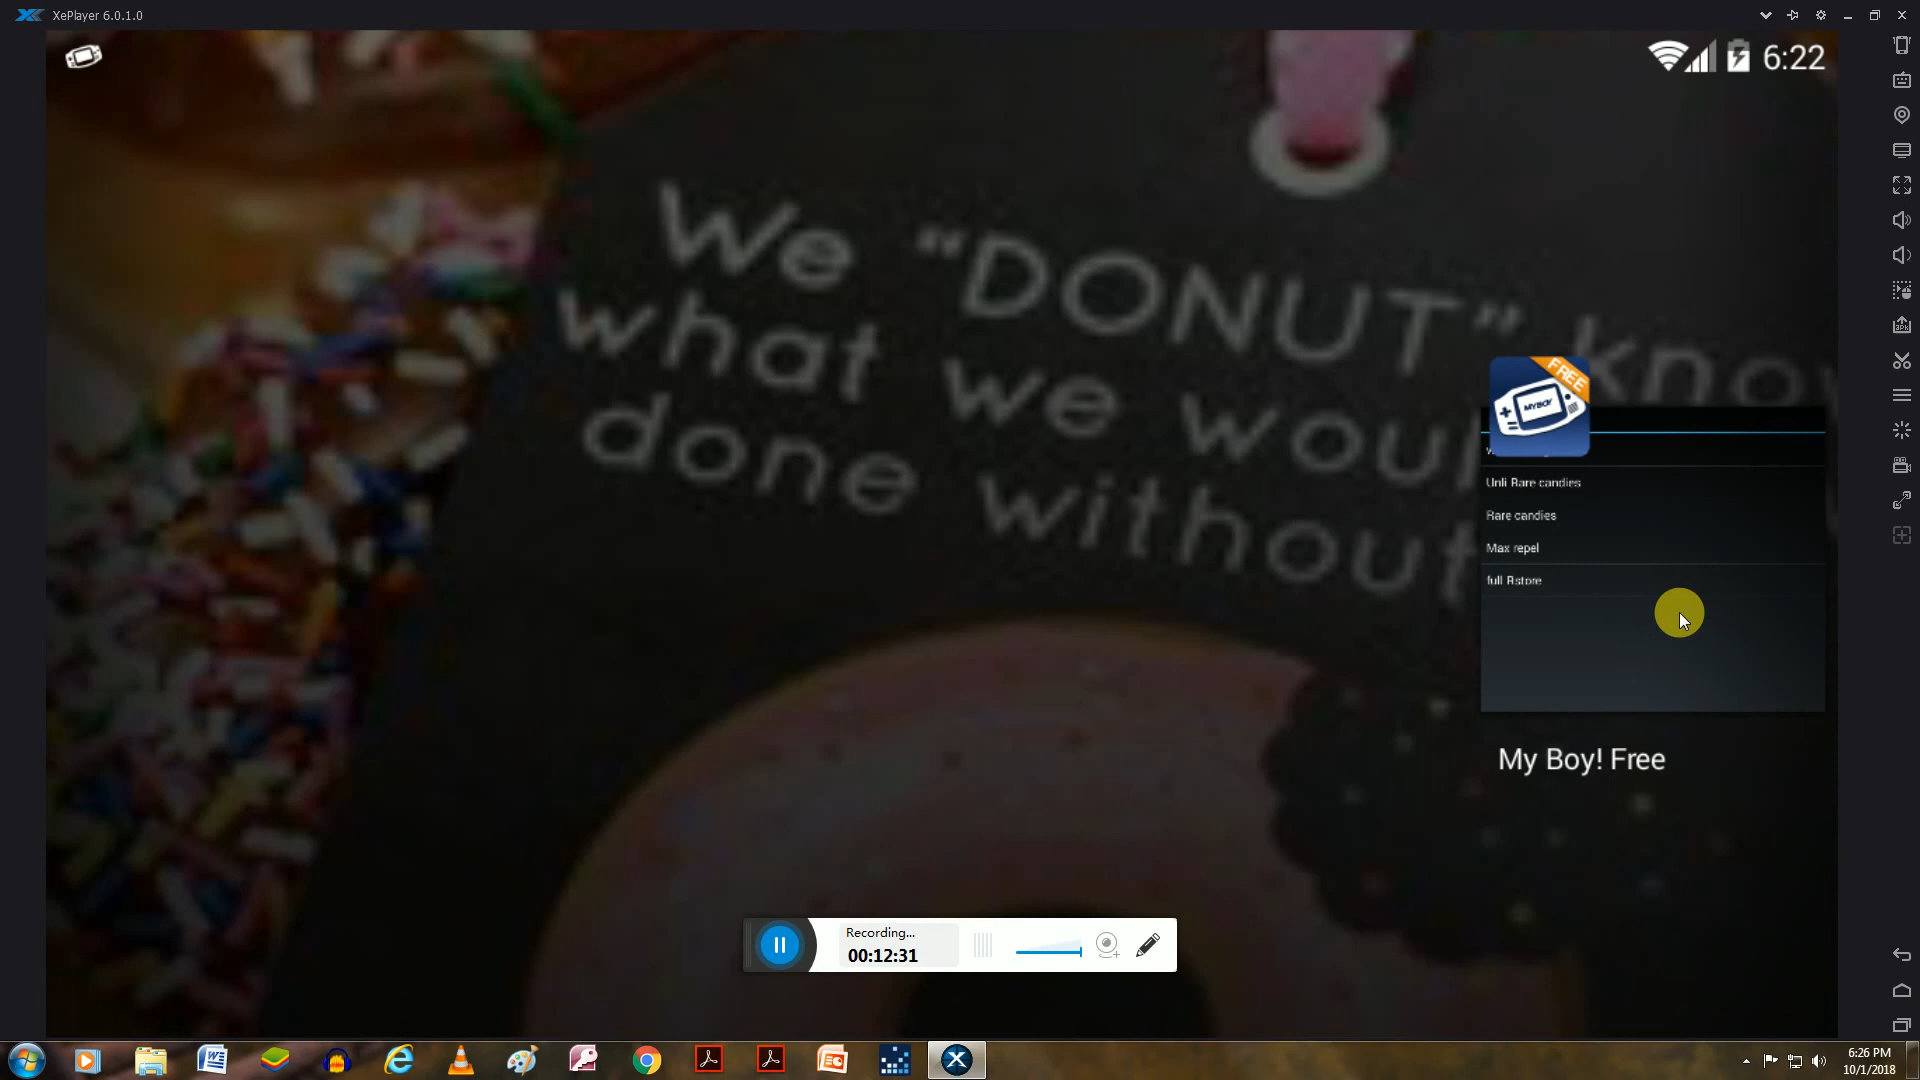 XePlayer 6.0.1.0
6:22
We "DONUT" kno
what we woul
done without
FREE
MYBOY
Unli Rare candies
Rare candies
Max repel
full Rstore
My Boy! Free
Recording...
00:12:31
6:26 PM
10/1/2018